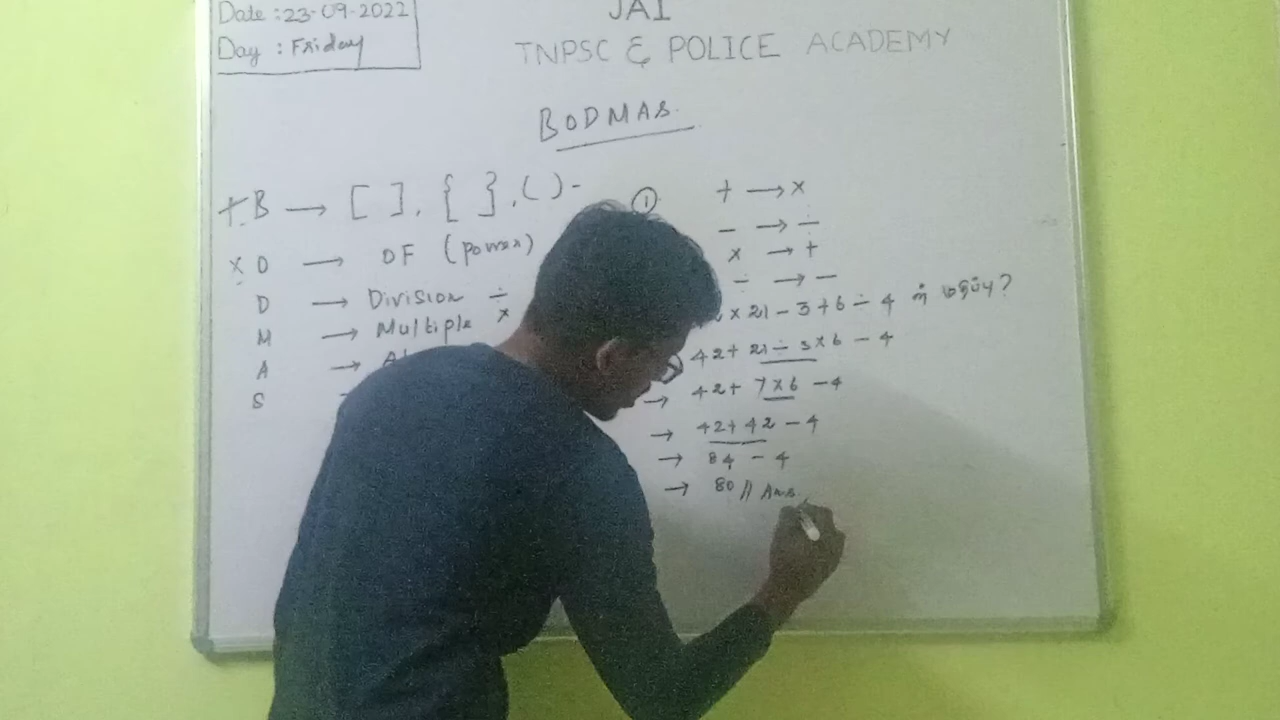 Date : 23-09-2022
Day : Friday
JAI
TNPSC & POLICE ACADEMY
BODMAS.
+ B → [ ], { }, ( ) -
x O → OF (power)
D → Division ÷
M → Multiple x
A →
S
①
+ → x
- → ÷
x → +
÷ → -
x 21 - 3 + 6 ÷ 4 ன் மதிப்பு?
42 + 21 ÷ 3 x 6 - 4
→ 42 + 7 x 6 - 4
→ 42 + 42 - 4
→ 84 - 4
→ 80 // Ans.